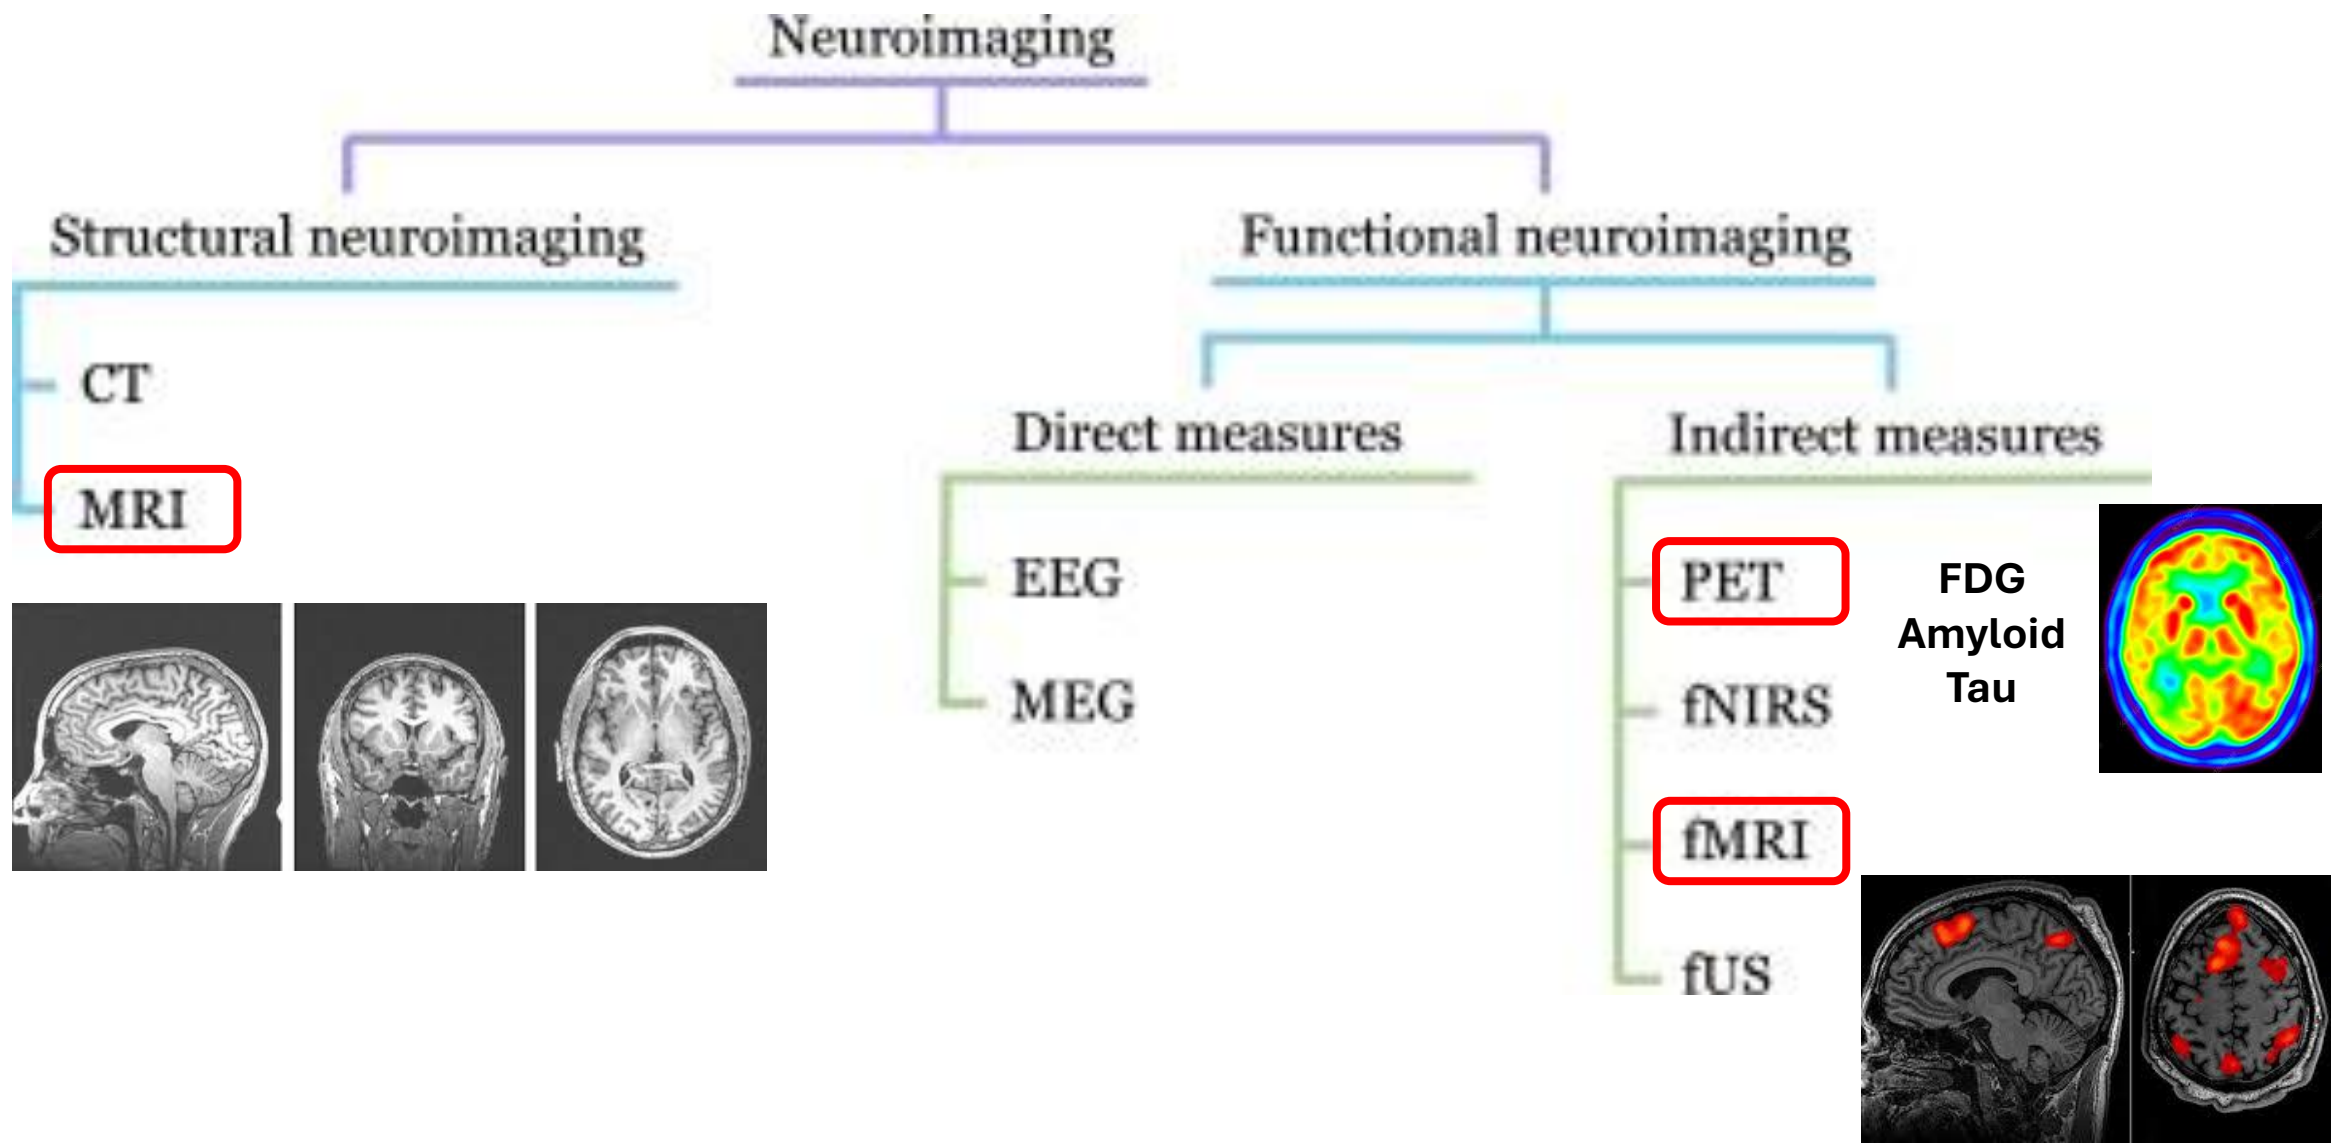 Neuroimaging
Structural neuroimaging
CT
MRI
Functional neuroimaging
Direct measures
EEG
MEG
Indirect measures
PET
FDG
Amyloid
Tau
fNIRS
fMRI
fUS